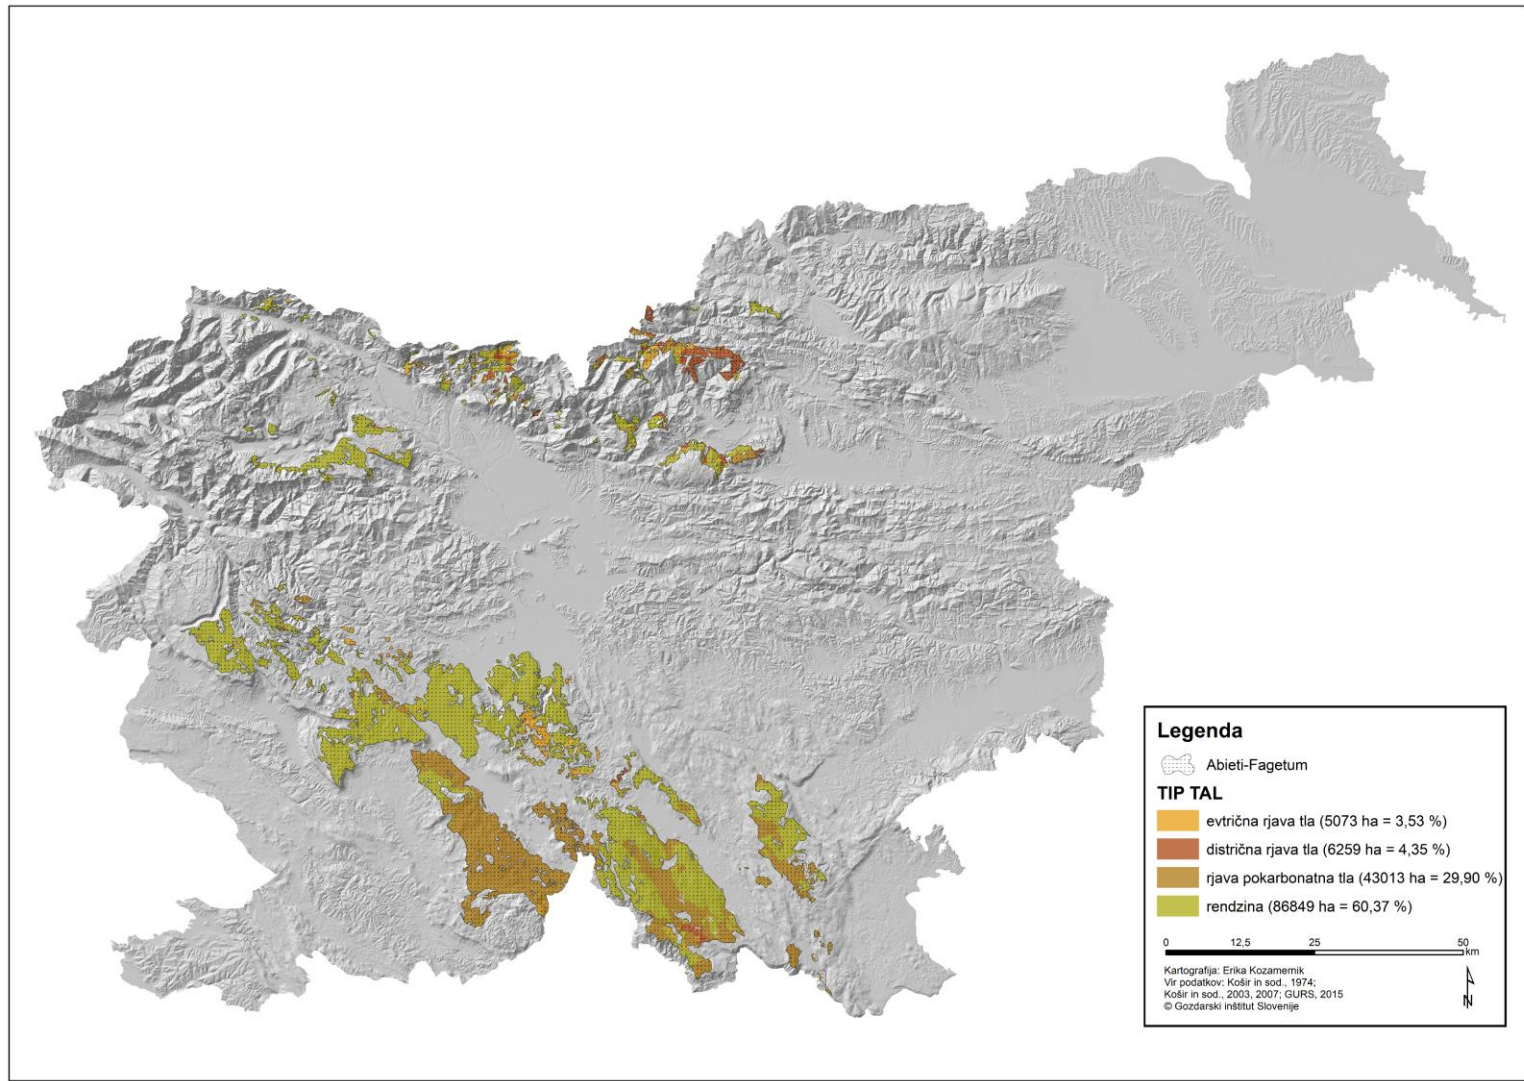 Legenda
Abieti-Fagetum
TIP TAL
evtrična rjava tla (5073 ha = 3,53 %)
distrična rjava tla (6259 ha = 4,35 %)
rjava pokarbonatna tla (43013 ha = 29,90 %)
rendzina (86849 ha = 60,37 %)
0 12,5 25 50
km
Kartografija: Erika Kozamernik
Vir podatkov: Košir in sod., 1974;
Košir in sod., 2003, 2007; GURS, 2015
© Gozdarski inštitut Slovenije
N